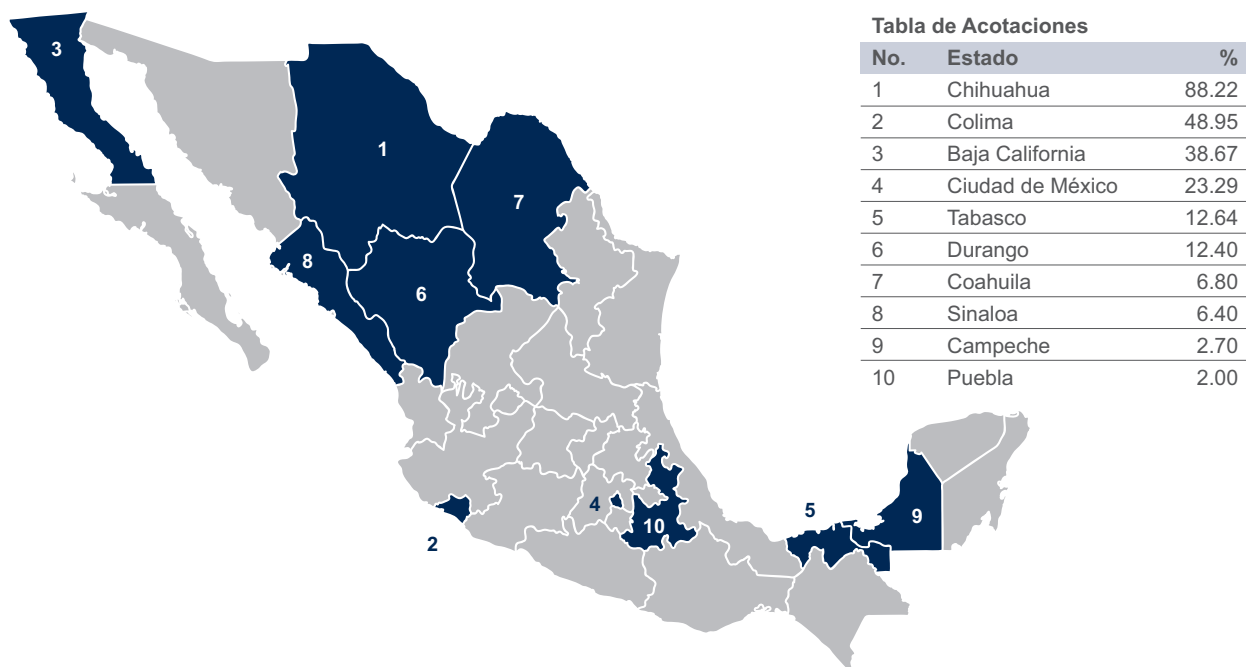 Tabla de Acotaciones
No. Estado %
1 Chihuahua 88.22
2 Colima 48.95
3 Baja California 38.67
4 Ciudad de México 23.29
5 Tabasco 12.64
6 Durango 12.40
7 Coahuila 6.80
8 Sinaloa 6.40
9 Campeche 2.70
10 Puebla 2.00
3
1
7
8
6
4
5
10
9
2